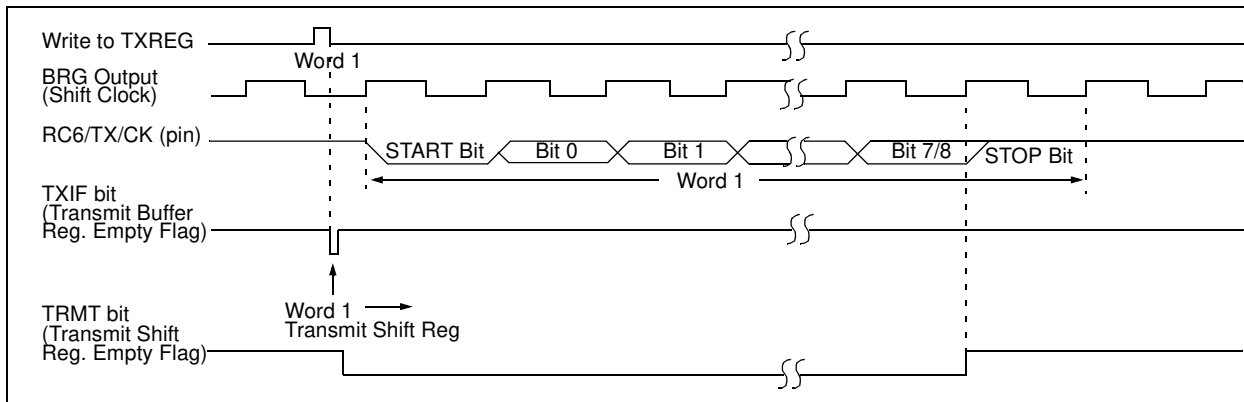 Write to TXREG
Word 1
BRG Output
(Shift Clock)
RC6/TX/CK (pin)
START Bit
Bit 0
Bit 1
Bit 7/8
STOP Bit
Word 1
TXIF bit
(Transmit Buffer
Reg. Empty Flag)
Word 1
Transmit Shift Reg
TRMT bit
(Transmit Shift
Reg. Empty Flag)